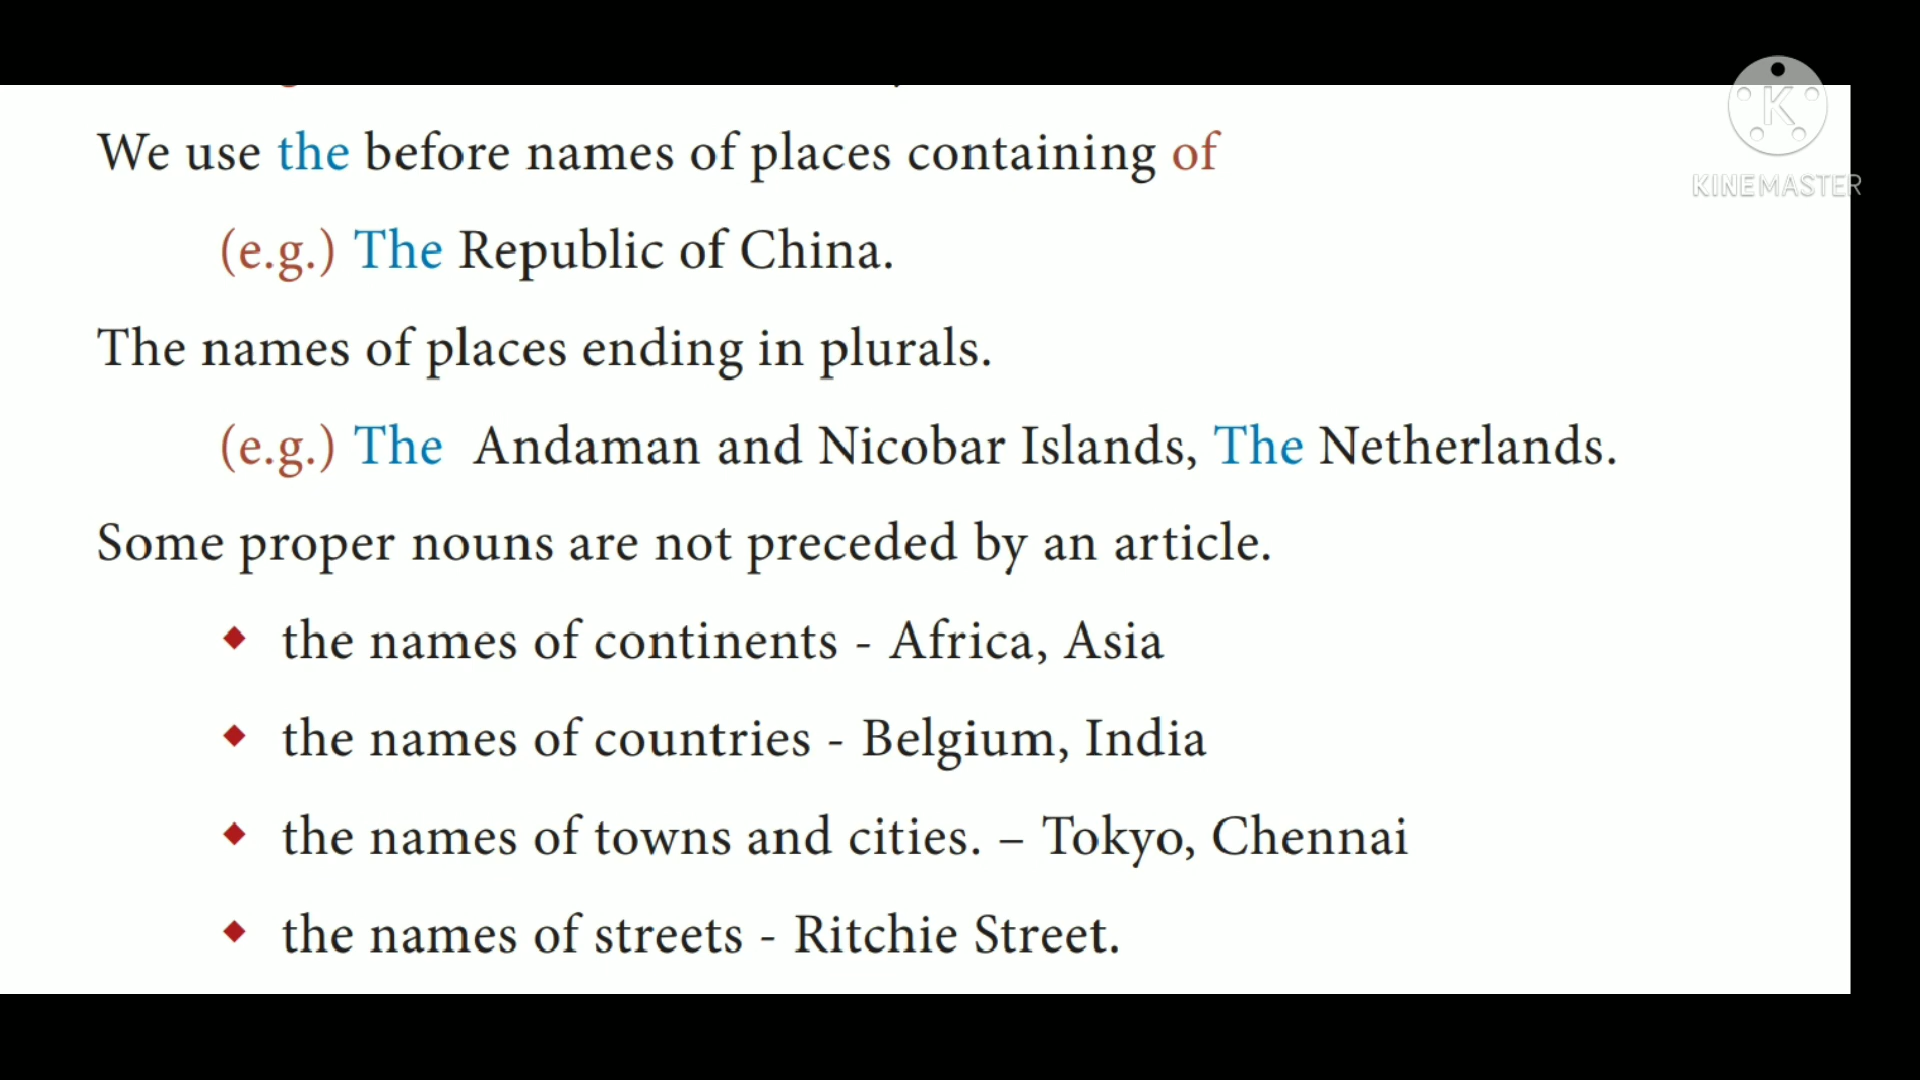 We use the before names of places containing of
(e.g.) The Republic of China.
The names of places ending in plurals.
(e.g.) The Andaman and Nicobar Islands, The Netherlands.
Some proper nouns are not preceded by an article.
◆ the names of continents - Africa, Asia
◆ the names of countries - Belgium, India
◆ the names of towns and cities. – Tokyo, Chennai
◆ the names of streets - Ritchie Street.
K
KINEMASTER